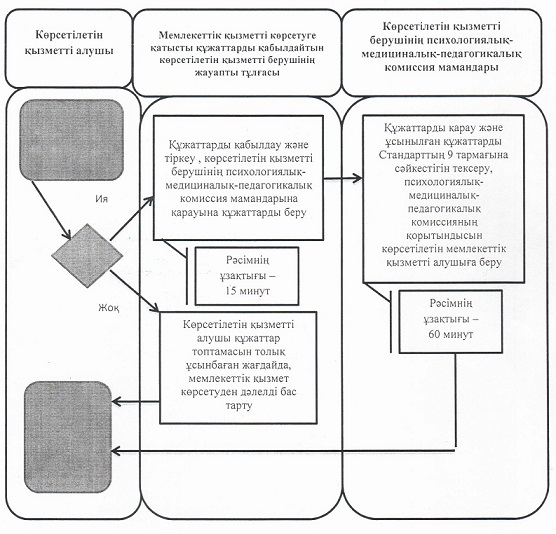 Көрсетілетін
қызметті алушы
Мемлекеттік қызметті көрсетуге
қатысты құжаттарды қабылдайтын
көрсетілетін қызметті берушінің
жауапты тұлғасы
Көрсетілетін қызметті
берушінің психологиялық-
медициналық-педагогикалық
комиссия мамандары
Құжаттарды қабылдау және
тіркеу , көрсетілетін қызметті
берушінің психологиялық-
медициналық-педагогикалық
комиссия мамандарына
қарауына құжаттарды беру
Құжаттарды қарау және
ұсынылған құжаттарды
Стандарттың 9 тармағына
сәйкестігін тексеру,
психологиялық-
медициналық-
педагогикалық
комиссияның
қорытындысын
көрсетілетін мемлекеттік
қызметті алушыға беру
Ия
Рәсімнің
ұзақтығы –
15 минут
Рәсімнің
ұзақтығы –
60 минут
Жоқ
Көрсетілетін қызметті
алушы құжаттар
топтамасын толық
ұсынбаған жағдайда,
мемлекеттік қызмет
көрсетуден дәлелді бас
тарту